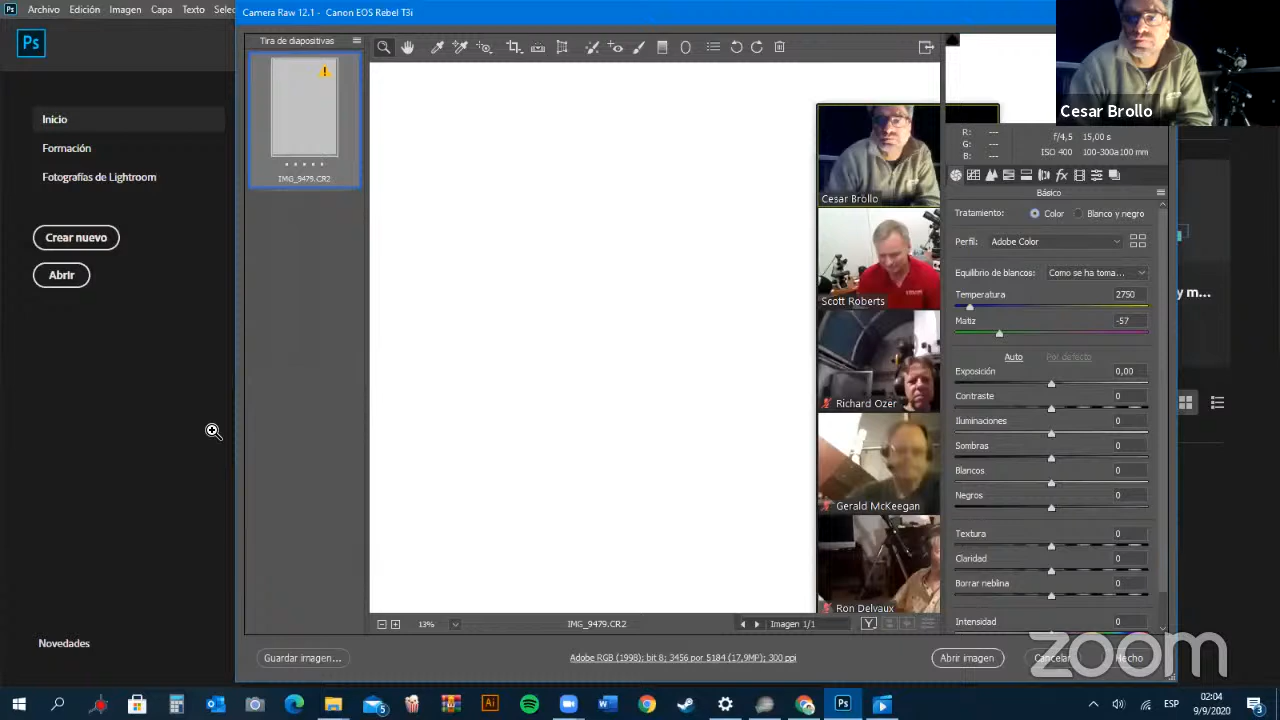 Ps
Archivo Edición Imagen Capa Texto Selec
Camera Raw 12.1 - Canon EOS Rebel T3i
Ps
Tira de diapositivas
Cesar Brollo
Inicio
Formación
Fotografías de Lightroom
Crear nuevo
Abrir
Novedades
IMG_9479.CR2
Cesar Brollo
Scott Roberts
Richard Ozer
Gerald McKeegan
Ron Delvaux
R: ---
G: ---
B: ---
f/4,5 15,00 s
ISO 400 100-300a100 mm
Básico
Tratamiento: Color Blanco y negro
Perfil: Adobe Color
Equilibrio de blancos: Como se ha toma...
Temperatura 2750
Matiz -57
Auto Por defecto
Exposición 0,00
Contraste 0
Iluminaciones 0
Sombras 0
Blancos 0
Negros 0
Textura 0
Claridad 0
Borrar neblina 0
Intensidad 0
y m...
13% IMG_9479.CR2 Imagen 1/1 Y
Guardar imagen... Adobe RGB (1998); bit 8; 3456 por 5184 (17,9MP); 300 ppi Abrir imagen Cancelar Hecho
zoom
5 Ai W Ps ESP 02:04
9/9/2020 3